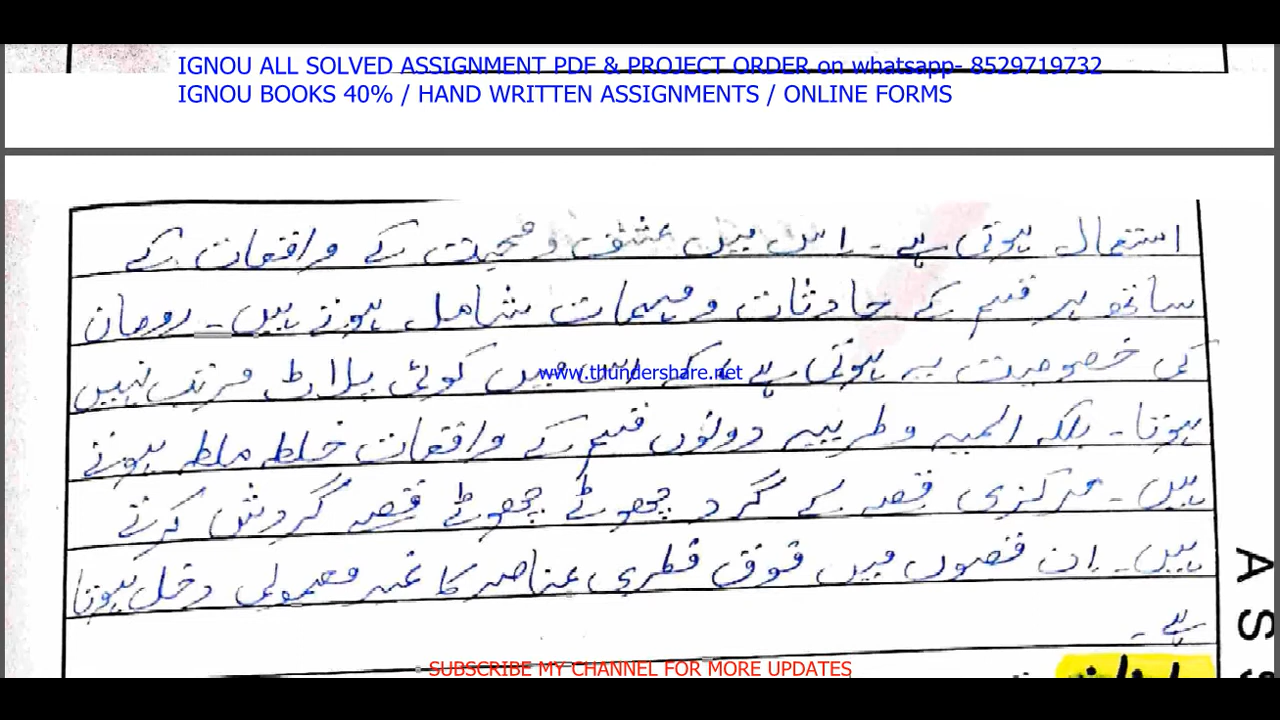 IGNOU ALL SOLVED ASSIGNMENT PDF & PROJECT ORDER on whatsapp- 8529719732
IGNOU BOOKS 40% / HAND WRITTEN ASSIGNMENTS / ONLINE FORMS
استعمال ہوتی ہے۔ اس میں عشق و محبت کے واقعات کے
ساتھ ہر قسم کے حادثات و مہمات شامل ہوتے ہیں۔ رومان
کی خصوصیت یہ ہوتی ہے کہ اس میں کوئی پلاٹ مرتب نہیں
www.thundershare.net
ہوتا۔ بلکہ المیہ و طربیہ دونوں قسم کے واقعات خلط ملط ہوتے
ہیں۔ مرکزی قصہ کے گرد چھوٹے چھوٹے قصہ گردش کرتے
ہیں۔ ان قصوں میں فوق فطری عناصر کا غیر معمولی دخل ہوتا
ہے۔
A S S
SUBSCRIBE MY CHANNEL FOR MORE UPDATES